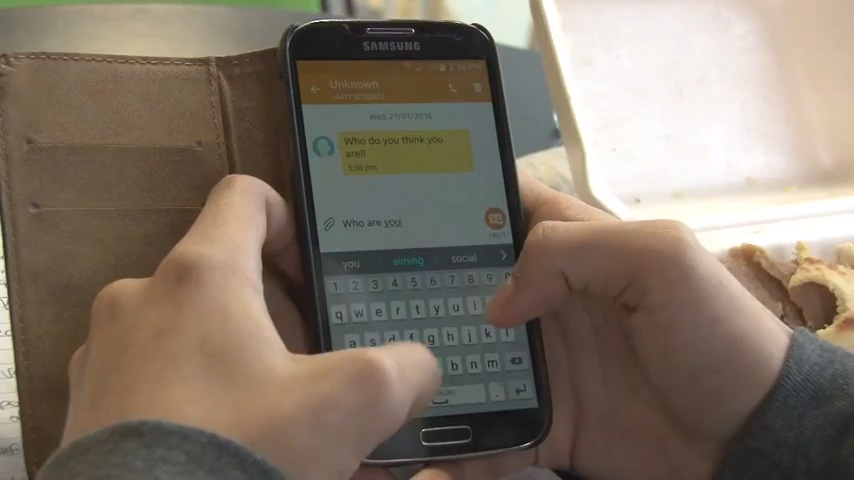 SAMSUNG
Unknown
Wed, 27/01/2016
Who do you think you
are!!
5:36 pm
Who are you
you aiming social
1 2 3 4 5 6 7 8 9
q w e r t y u i
a s d f g h j k l
b n m